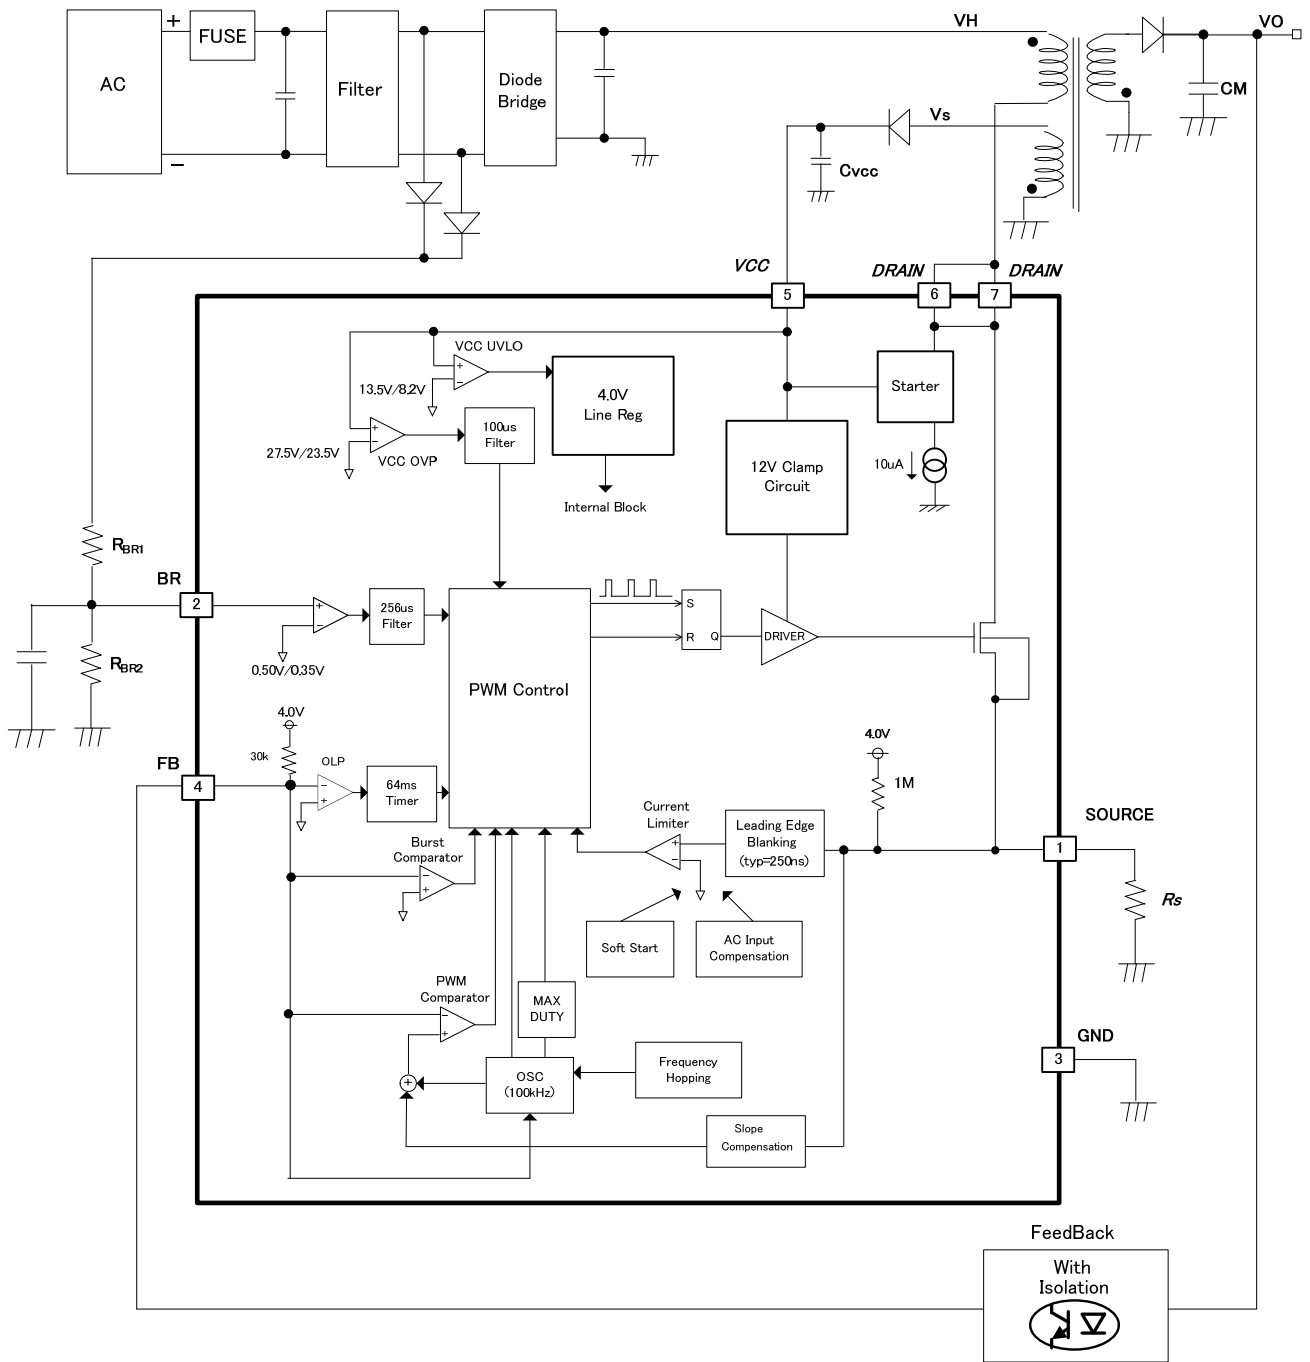 +
FUSE
AC
−
Filter
Diode
Bridge
VH
VO
CM
Vs
Cvcc
VCC
DRAIN
DRAIN
5
6
7
VCC UVLO
+
−
13.5V/8.2V
4.0V
Line Reg
Starter
+
−
27.5V/23.5V
VCC OVP
100us
Filter
12V Clamp
Circuit
10uA
Internal Block
RBR1
BR
2
+
−
256us
Filter
S
R
Q
DRIVER
0.50V/0.35V
RBR2
PWM Control
4.0V
30k
OLP
FB
4
−
+
64ms
Timer
4.0V
1M
Current
Limiter
+
−
Leading Edge
Blanking
(typ=250ns)
SOURCE
1
Rs
Burst
Comparator
−
+
Soft Start
AC Input
Compensation
PWM
Comparator
−
+
MAX
DUTY
GND
3
+
OSC
(100kHz)
Frequency
Hopping
Slope
Compensation
FeedBack
With
Isolation